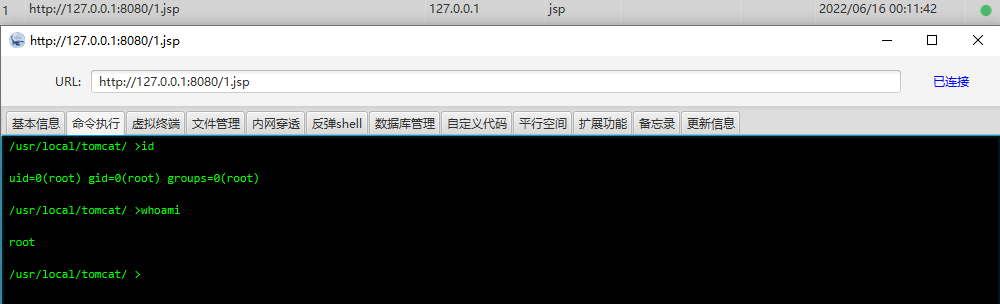 1 http://127.0.0.1:8080/1.jsp 127.0.0.1 jsp 2022/06/16 00:11:42
http://127.0.0.1:8080/1.jsp
URL: http://127.0.0.1:8080/1.jsp 已连接
基本信息 命令执行 虚拟终端 文件管理 内网穿透 反弹shell 数据库管理 自定义代码 平行空间 扩展功能 备忘录 更新信息
/usr/local/tomcat/ >id
uid=0(root) gid=0(root) groups=0(root)
/usr/local/tomcat/ >whoami
root
/usr/local/tomcat/ >